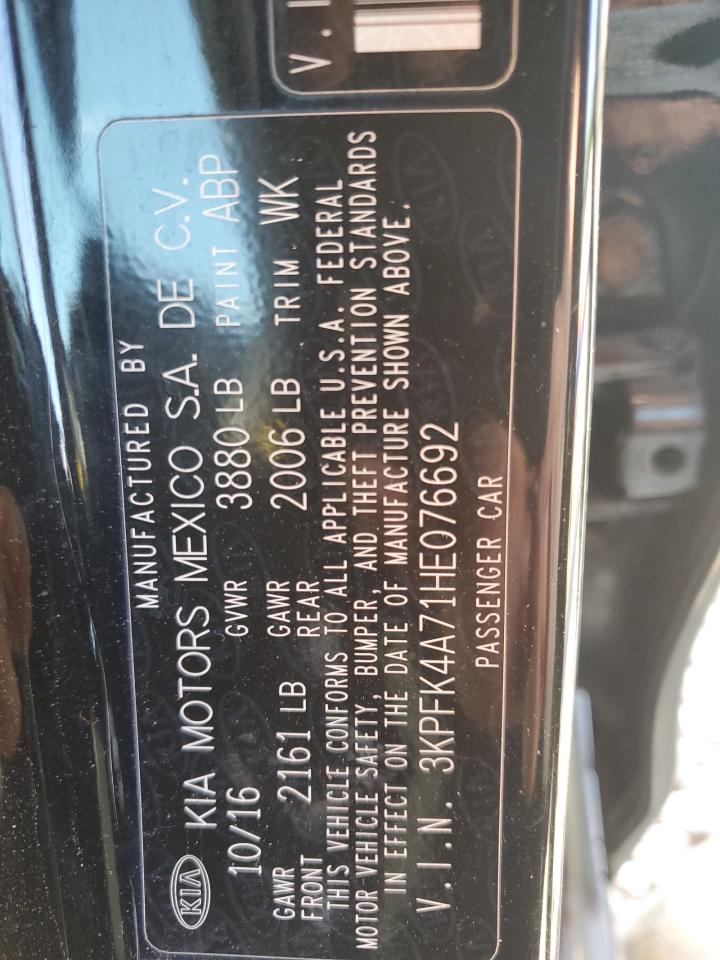 V.I
MANUFACTURED BY
KIA KIA MOTORS MEXICO S.A. DE C.V.
10/16 GVWR 3880 LB PAINT ABP
GAWR FRONT 2161 LB GAWR REAR 2006 LB TRIM WK
THIS VEHICLE CONFORMS TO ALL APPLICABLE U.S.A. FEDERAL
MOTOR VEHICLE SAFETY, BUMPER, AND THEFT PREVENTION STANDARDS
IN EFFECT ON THE DATE OF MANUFACTURE SHOWN ABOVE.
V.I.N. 3KPFK4A71HE076692
PASSENGER CAR